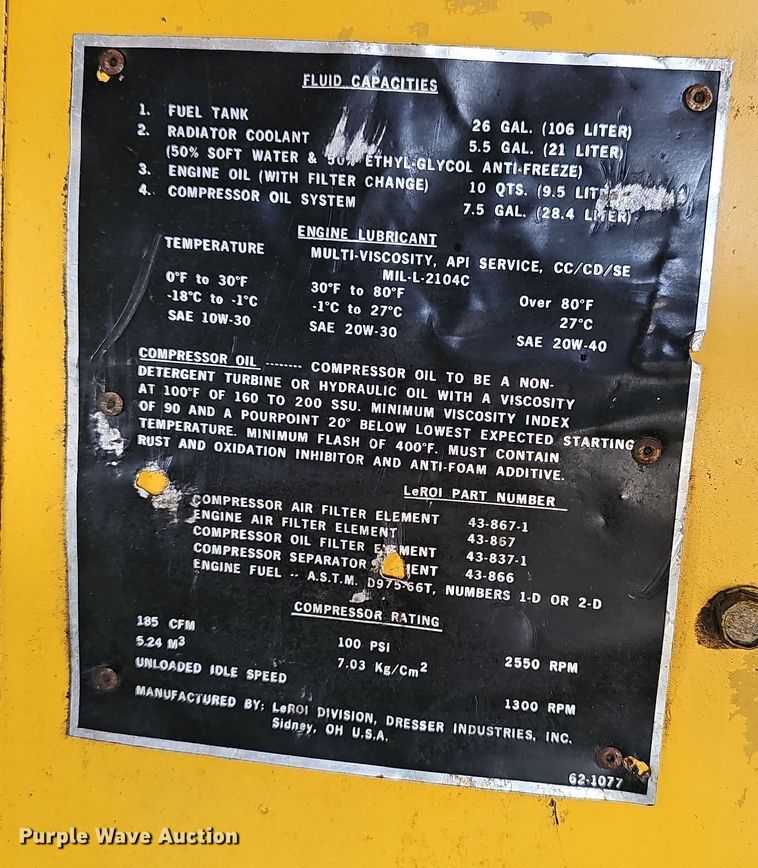 FLUID CAPACITIES
1. FUEL TANK 26 GAL. (106 LITER)
2. RADIATOR COOLANT 5.5 GAL. (21 LITER)
(50% SOFT WATER & 50% ETHYL-GLYCOL ANTI-FREEZE)
3. ENGINE OIL (WITH FILTER CHANGE) 10 QTS. (9.5 LITER)
4. COMPRESSOR OIL SYSTEM 7.5 GAL. (28.4 LITER)
ENGINE LUBRICANT
TEMPERATURE MULTI-VISCOSITY, API SERVICE, CC/CD/SE
MIL-L-2104C
0°F to 30°F 30°F to 80°F Over 80°F
-18°C to -1°C -1°C to 27°C 27°C
SAE 10W-30 SAE 20W-30 SAE 20W-40
COMPRESSOR OIL -------- COMPRESSOR OIL TO BE A NON-
DETERGENT TURBINE OR HYDRAULIC OIL WITH A VISCOSITY
AT 100°F OF 160 TO 200 SSU. MINIMUM VISCOSITY INDEX
OF 90 AND A POURPOINT 20° BELOW LOWEST EXPECTED STARTING
TEMPERATURE. MINIMUM FLASH OF 400°F. MUST CONTAIN
RUST AND OXIDATION INHIBITOR AND ANTI-FOAM ADDITIVE.
LeROI PART NUMBER
COMPRESSOR AIR FILTER ELEMENT 43-867-1
ENGINE AIR FILTER ELEMENT 43-867
COMPRESSOR OIL FILTER ELEMENT 43-837-1
COMPRESSOR SEPARATOR ELEMENT 43-866
ENGINE FUEL -- A.S.T.M. D975-66T, NUMBERS 1-D OR 2-D
COMPRESSOR RATING
185 CFM 100 PSI 2550 RPM
5.24 M³ 7.03 Kg/Cm²
UNLOADED IDLE SPEED 1300 RPM
MANUFACTURED BY: LeROI DIVISION, DRESSER INDUSTRIES, INC.
Sidney, OH U.S.A.
62-1077
Purple Wave Auction